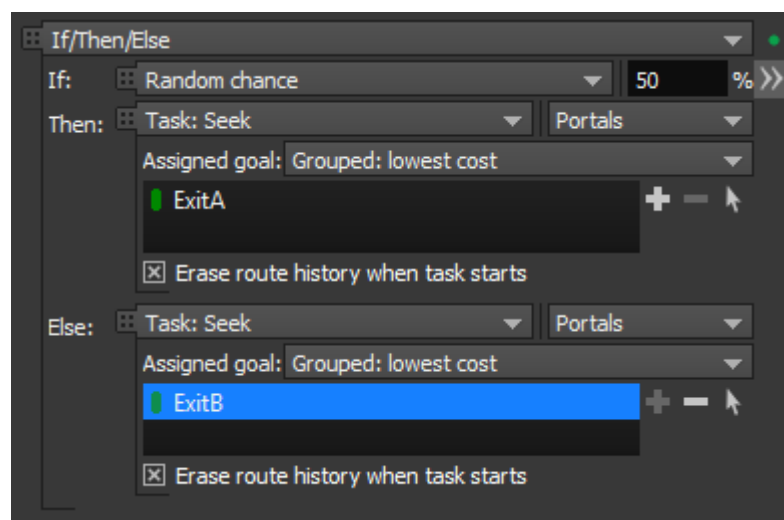 If/Then/Else
If: Random chance 50 %
Then: Task: Seek Portals
Assigned goal: Grouped: lowest cost
ExitA
Erase route history when task starts
Else: Task: Seek Portals
Assigned goal: Grouped: lowest cost
ExitB
Erase route history when task starts